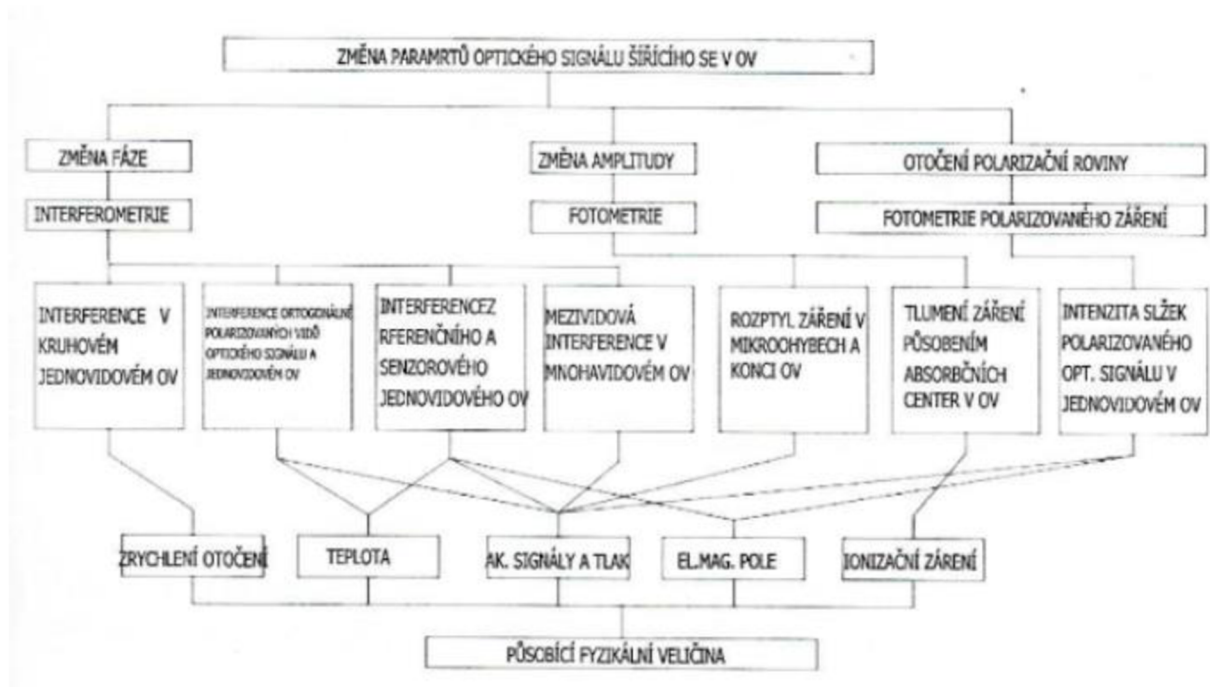 ZMĚNA PARAMRTŮ OPTICKÉHO SIGNÁLU ŠÍŘÍCÍHO SE V OV
ZMĚNA FÁZE
ZMĚNA AMPLITUDY
OTOČENÍ POLARIZAČNÍ ROVINY
INTERFEROMETRIE
FOTOMETRIE
FOTOMETRIE POLARIZOVANÉHO ZÁŘENÍ
INTERFERENCE V
KRUHOVÉM
JEDNOVIDOVÉM OV
INTERFERENCE ORTOGONÁLNĚ
POLARIZOVANÝCH VIDŮ
OPTICKÉHO SIGNÁLU A
JEDNOVIDOVÉM OV
INTERFERENCEZ
RFERENČNÍHO A
SENZOROVÉHO
JEDNOVIDOVÉHO OV
MEZIVIDOVÁ
INTERFERENCE V
MNOHAVIDOVÉM OV
ROZPTYL ZÁŘENÍ V
MIKROOHYBECH A
KONCI OV
TLUMENÍ ZÁŘENÍ
PŮSOBENÍM
ABSORBČNÍCH
CENTER V OV
INTENZITA SLŽEK
POLARIZOVANÉHO
OPT. SIGNÁLU V
JEDNOVIDOVÉM OV
ZRYCHLENÍ OTOČENÍ
TEPLOTA
AK. SIGNÁLY A TLAK
EL.MAG. POLE
IONIZAČNÍ ZÁRENÍ
PŮSOBÍCÍ FYZIKÁLNÍ VELIČINA